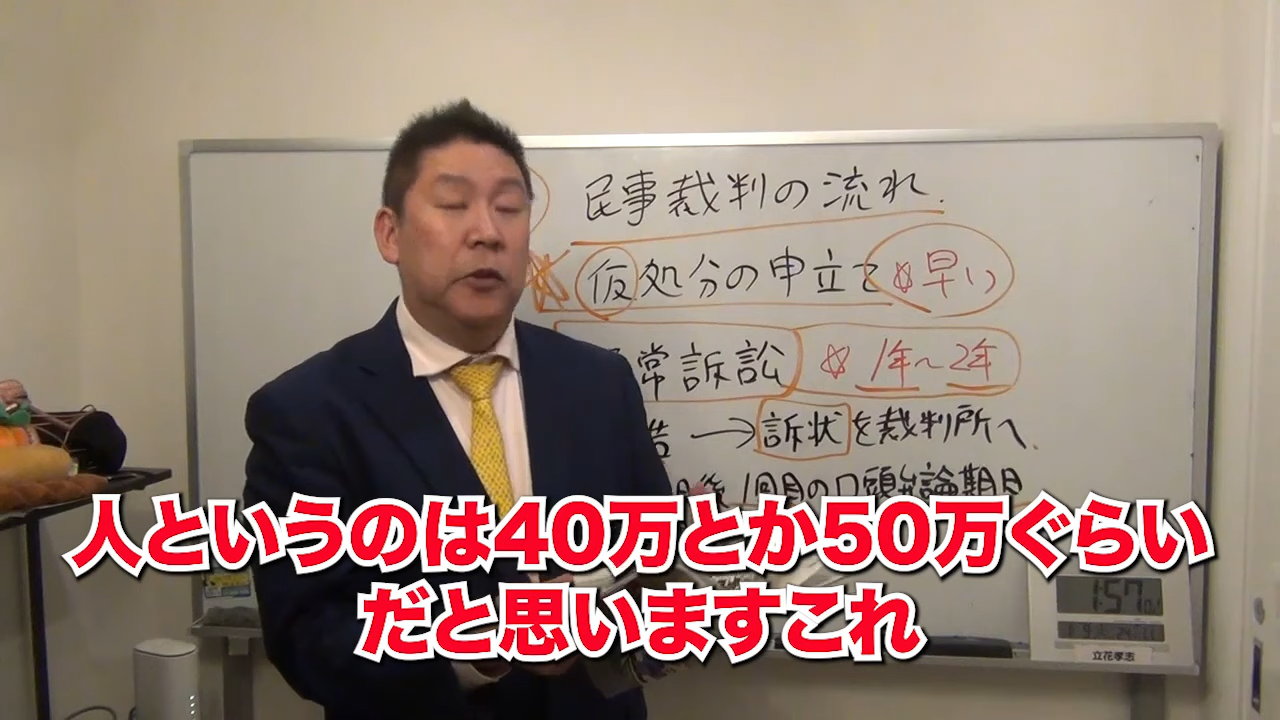 民事裁判の流れ.
仮処分の申立て ☆早い
常訴訟 ☆1年~2年
告 → 訴状を裁判所へ.
後 1回目の口頭弁論期日
人というのは40万とか50万ぐらい
だと思いますこれ
1:57
立花孝志